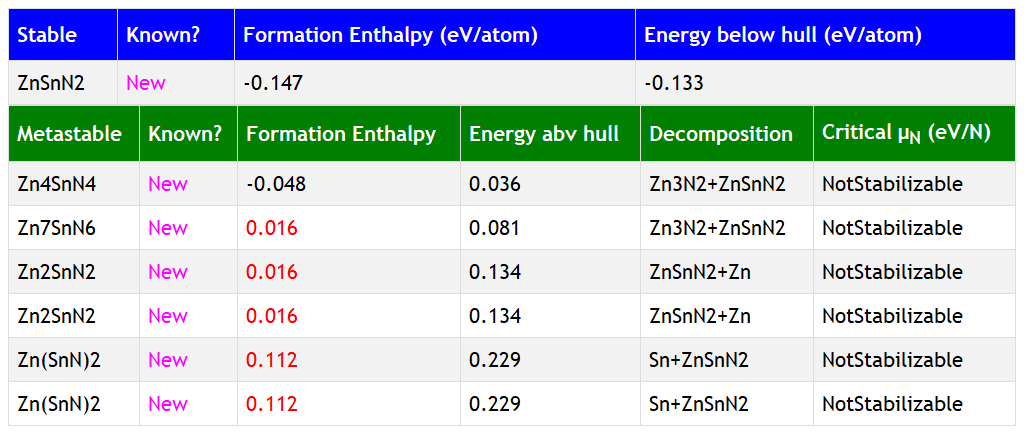 Stable Known? Formation Enthalpy (eV/atom) Energy below hull (eV/atom)
ZnSnN2 New -0.147 -0.133
Metastable Known? Formation Enthalpy Energy abv hull Decomposition Critical μN (eV/N)
Zn4SnN4 New -0.048 0.036 Zn3N2+ZnSnN2 NotStabilizable
Zn7SnN6 New 0.016 0.081 Zn3N2+ZnSnN2 NotStabilizable
Zn2SnN2 New 0.016 0.134 ZnSnN2+Zn NotStabilizable
Zn2SnN2 New 0.016 0.134 ZnSnN2+Zn NotStabilizable
Zn(SnN)2 New 0.112 0.229 Sn+ZnSnN2 NotStabilizable
Zn(SnN)2 New 0.112 0.229 Sn+ZnSnN2 NotStabilizable